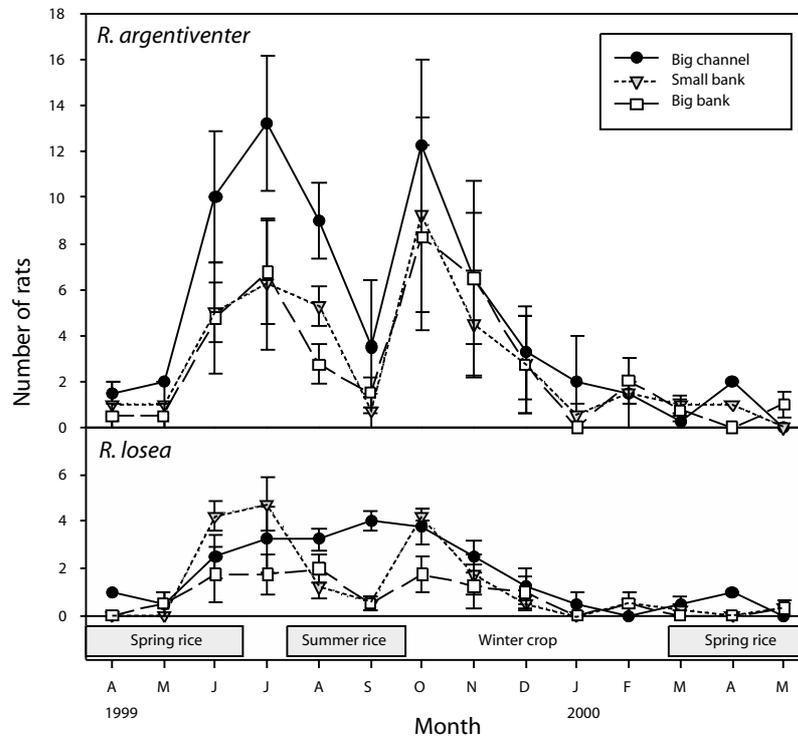 R. argentiventer
Big channel
Small bank
Big bank
18
16
14
12
10
8
6
4
2
0
Number of rats
R. losea
6
4
2
0
Spring rice Summer rice Winter crop Spring rice
A M J J A S O N D J F M A M
1999 2000
Month